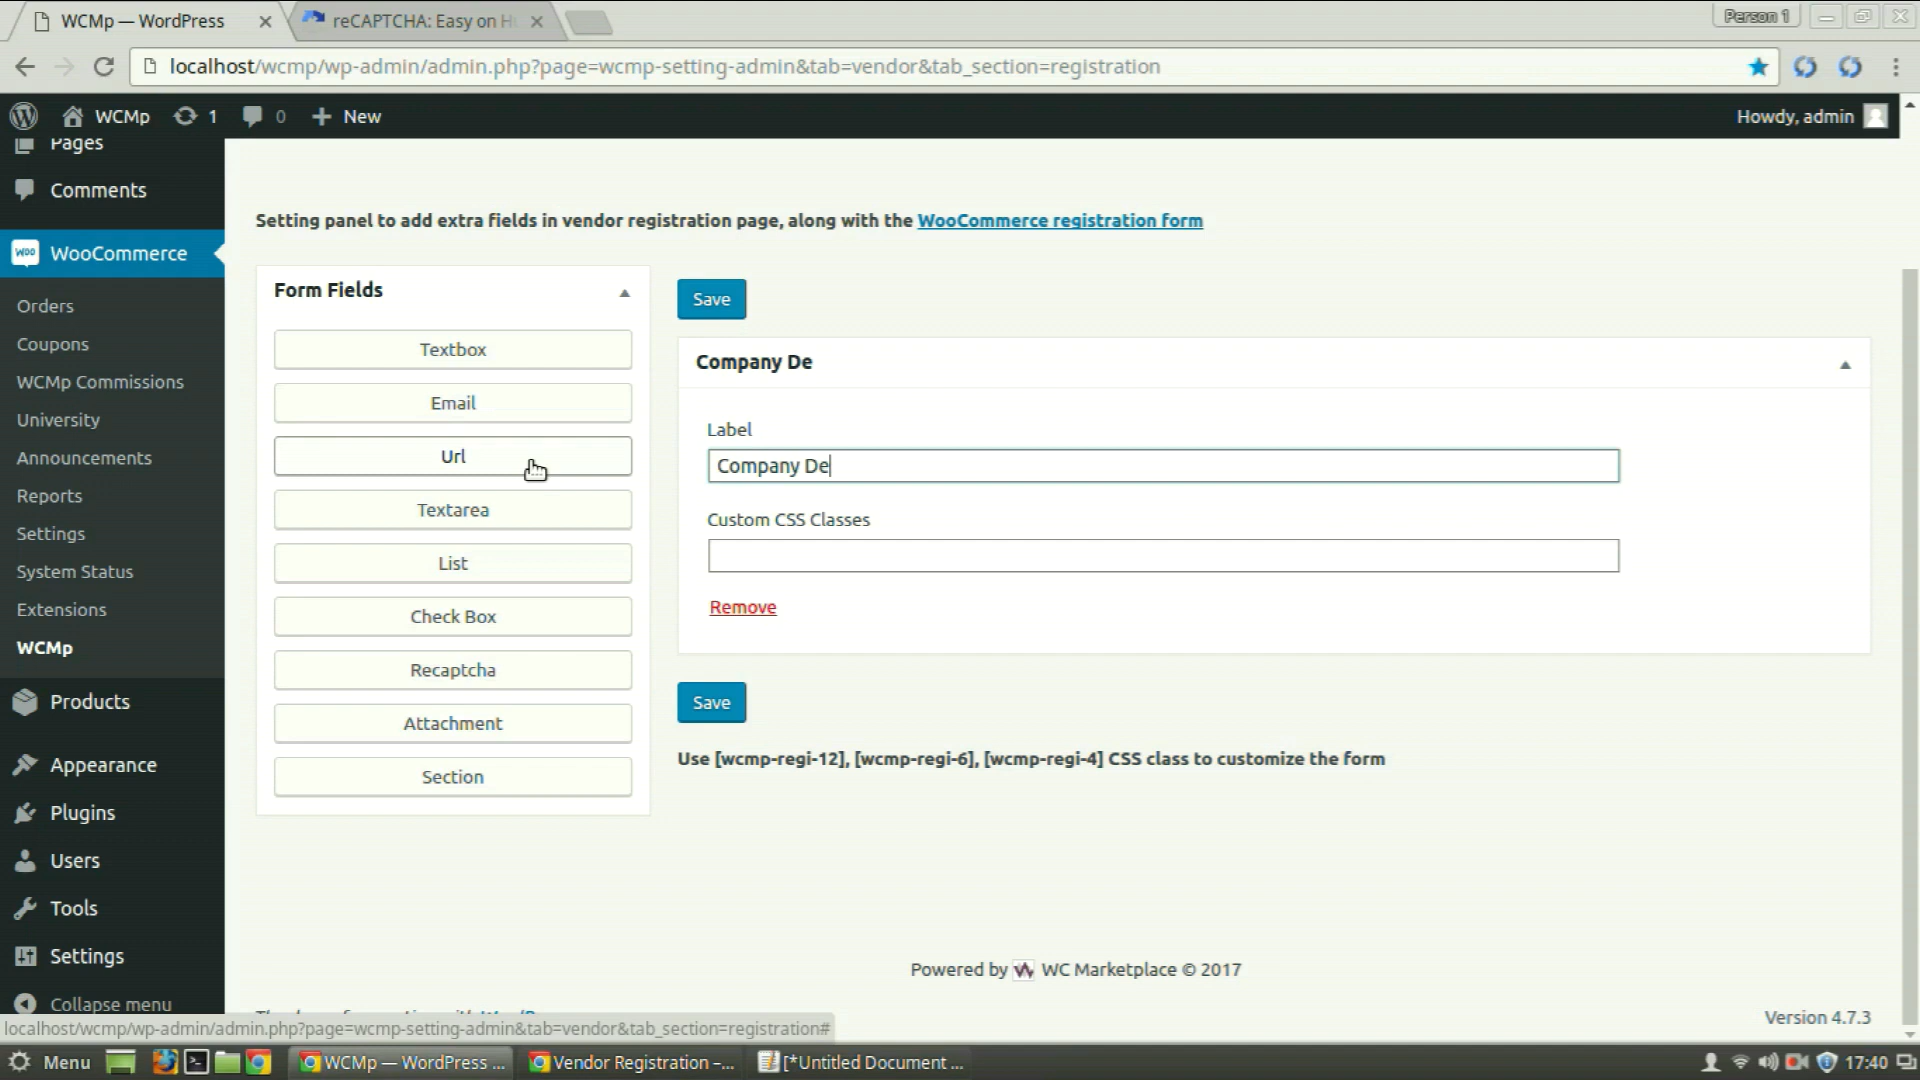 WCMp — WordPress
reCAPTCHA: Easy on H
Person 1
localhost/wcmp/wp-admin/admin.php?page=wcmp-setting-admin&tab=vendor&tab_section=registration
WCMp 1 0 New
Howdy, admin
Pages
Comments
WooCommerce
Orders
Coupons
WCMp Commissions
University
Announcements
Reports
Settings
System Status
Extensions
WCMp
Products
Appearance
Plugins
Users
Tools
Settings
Collapse menu
Setting panel to add extra fields in vendor registration page, along with the WooCommerce registration form
Form Fields
Textbox
Email
Url
Textarea
List
Check Box
Recaptcha
Attachment
Section
Save
Company De
Label
Company De
Custom CSS Classes
Remove
Save
Use [wcmp-regi-12], [wcmp-regi-6], [wcmp-regi-4] CSS class to customize the form
Powered by WC Marketplace © 2017
Version 4.7.3
localhost/wcmp/wp-admin/admin.php?page=wcmp-setting-admin&tab=vendor&tab_section=registration#
Menu
WCMp — WordPress ...
Vendor Registration –...
[*Untitled Document ...
17:40